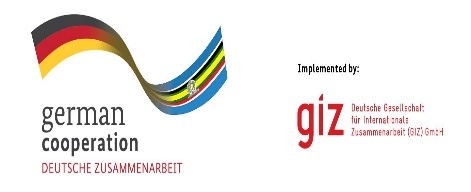 german
cooperation
DEUTSCHE ZUSAMMENARBEIT
Implemented by:
giz
Deutsche Gesellschaft
für Internationale
Zusammenarbeit (GIZ) GmbH